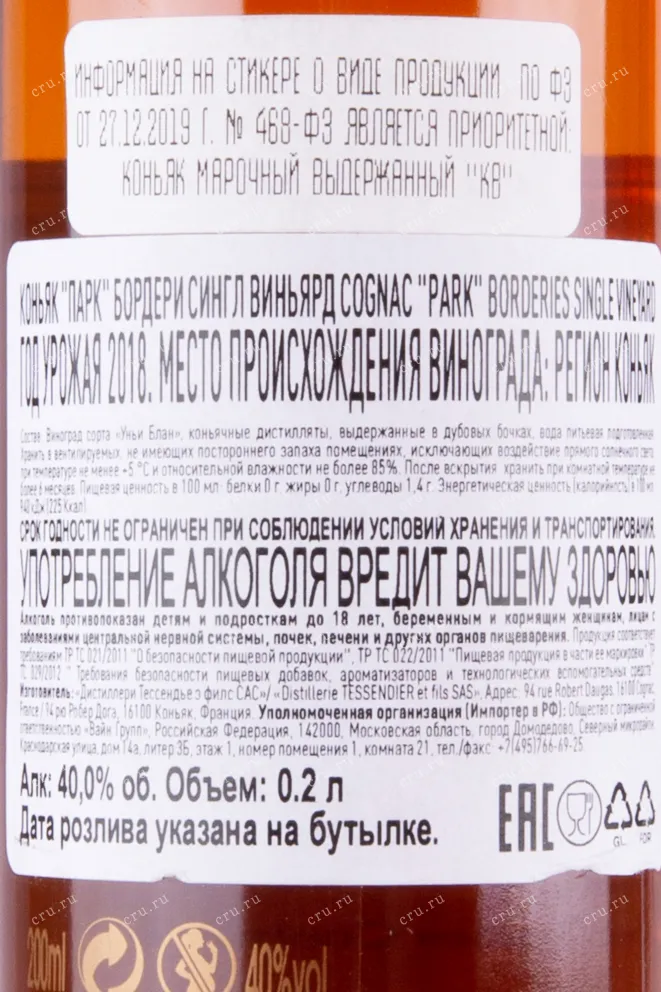 ИНФОРМАЦИЯ НА СТИКЕРЕ О ВИДЕ ПРОДУКЦИИ ПО ФЗ
ОТ 27.12.2019 Г. № 468-ФЗ ЯВЛЯЕТСЯ ПРИОРИТЕТНОЙ:
КОНЬЯК МАРОЧНЫЙ ВЫДЕРЖАННЫЙ "КВ"
КОНЬЯК "ПАРК" БОРДЕРИ СИНГЛ ВИНЬЯРД COGNAC "PARK" BORDERIES SINGLE VINEYARD
ГОД УРОЖАЯ 2018. МЕСТО ПРОИСХОЖДЕНИЯ ВИНОГРАДА: РЕГИОН КОНЬЯК
Состав: Виноград сорта «Уньи Блан», коньячные дистилляты, выдержанные в дубовых бочках, вода питьевая подготовленная.
Хранить в вентилируемых, не имеющих постороннего запаха помещениях, исключающих воздействие прямого солнечного света
при температуре не менее +5 °С и относительной влажности не более 85%. После вскрытия хранить при комнатной температуре не
более 6 месяцев. Пищевая ценность в 100 мл: белки 0 г. жиры 0 г. углеводы 1,4 г. Энергетическая ценность (калорийность) в 100 мл
940 кДж (225 Ккал).
СРОК ГОДНОСТИ НЕ ОГРАНИЧЕН ПРИ СОБЛЮДЕНИИ УСЛОВИЙ ХРАНЕНИЯ И ТРАНСПОРТИРОВАНИЯ.
УПОТРЕБЛЕНИЕ АЛКОГОЛЯ ВРЕДИТ ВАШЕМУ ЗДОРОВЬЮ
Алкоголь противопоказан детям и подросткам до 18 лет, беременным и кормящим женщинам, лицам с
заболеваниями центральной нервной системы, почек, печени и других органов пищеварения. Продукция соответствует
требованиям ТР ТС 021/2011 "О безопасности пищевой продукции", ТР ТС 022/2011 "Пищевая продукция в части ее маркировки" ТР
ТС 029/2012 " Требования безопасности пищевых добавок, ароматизаторов и технологических вспомогательных средств"
Изготовитель: «Дистиллери Тессендье э филс САС»/ «Distillerie TESSENDIER et fils SAS». Адрес: 94 rue Robert Daugas, 16100 Cognac,
France / 94 рю Робер Дога, 16100 Коньяк, Франция. Уполномоченная организация (Импортер в РФ): Общество с ограниченной
ответственностью «Вайн Групп», Российская Федерация, 142000, Московская область, город Домодедово, Северный микрорайон,
Краснодарская улица, дом 14а, литер 3Б, этаж 1, номер помещения 1, комната 21, тел./факс: +7(495)766-69-25.
Алк: 40,0% об. Объем: 0.2 л
Дата розлива указана на бутылке.
EAC
GL
FOR
200ml
40%vol
cru.ru